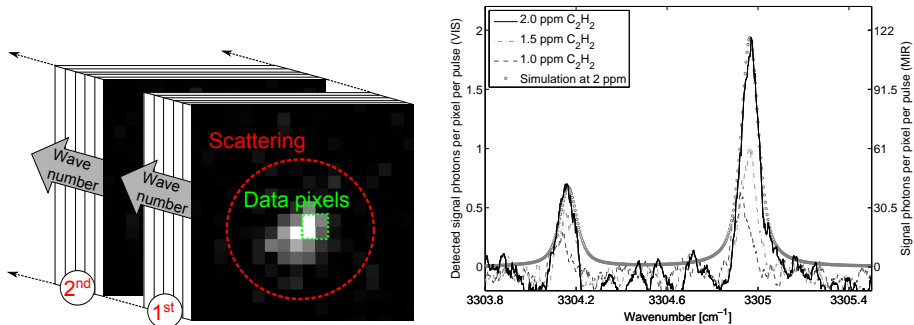 Scattering
Data pixels
Wave
number
Wave
number
2nd
1st
Detected signal photons per pixel per pulse (VIS)
2
1.5
1
0.5
0
2.0 ppm C2H2
1.5 ppm C2H2
1.0 ppm C2H2
Simulation at 2 ppm
122
91.5
61
30.5
0
Signal photons per pixel per pulse (MIR)
3303.8
3304.2
3304.6
3305
3305.4
Wavenumber [cm−1]